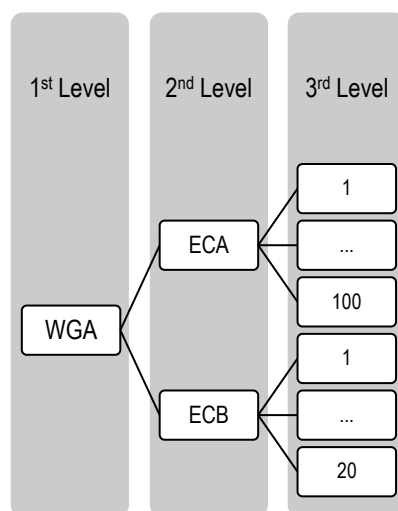 1st Level
2nd Level
3rd Level
1
ECA
...
100
WGA
1
ECB
...
20